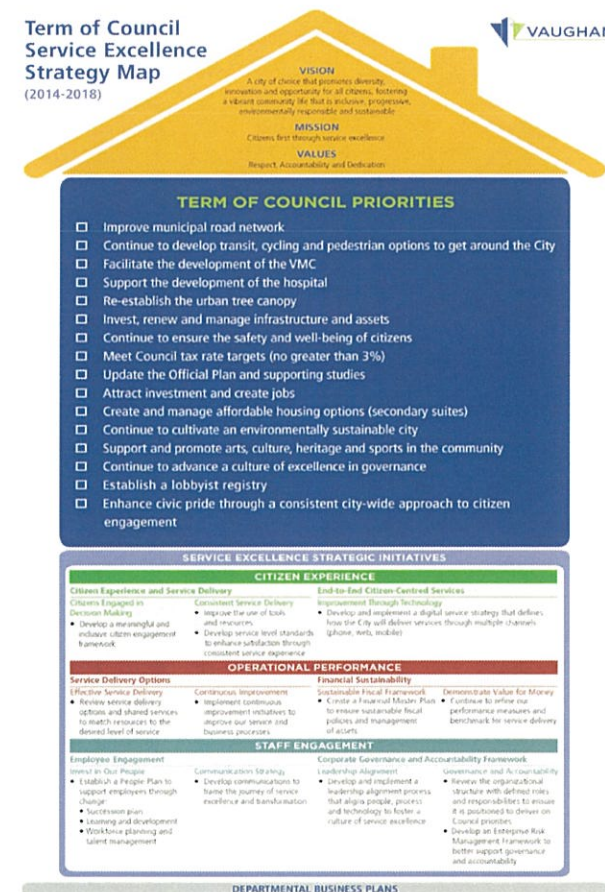 Term of Council
Service Excellence
Strategy Map
(2014-2018)
VAUGHAN
VISION
A city of choice that promotes diversity,
innovation and opportunity for all citizens, fostering
a vibrant community life that is inclusive, progressive,
environmentally responsible and sustainable
MISSION
Citizens first through service excellence
VALUES
Respect, Accountability and Dedication
TERM OF COUNCIL PRIORITIES
Improve municipal road network
Continue to develop transit, cycling and pedestrian options to get around the City
Facilitate the development of the VMC
Support the development of the hospital
Re-establish the urban tree canopy
Invest, renew and manage infrastructure and assets
Continue to ensure the safety and well-being of citizens
Meet Council tax rate targets (no greater than 3%)
Update the Official Plan and supporting studies
Attract investment and create jobs
Create and manage affordable housing options (secondary suites)
Continue to cultivate an environmentally sustainable city
Support and promote arts, culture, heritage and sports in the community
Continue to advance a culture of excellence in governance
Establish a lobbyist registry
Enhance civic pride through a consistent city-wide approach to citizen
engagement
SERVICE EXCELLENCE STRATEGIC INITIATIVES
CITIZEN EXPERIENCE
Citizen Experience and Service Delivery
Citizens Engaged in
Decision Making
• Develop a meaningful and
inclusive citizen engagement
framework
Consistent Service Delivery
• Improve the use of tools
and resources
• Develop service level standards
to enhance satisfaction through
consistent service experience
End-to-End Citizen-Centred Services
Improvement Through Technology
• Develop and implement a digital service strategy that defines
how the City will deliver services through multiple channels
(phone, web, mobile)
OPERATIONAL PERFORMANCE
Service Delivery Options
Effective Service Delivery
• Review service delivery
options and shared services
to match resources to the
desired level of service
Continuous Improvement
• Implement continuous
improvement initiatives to
improve our service and
business processes
Financial Sustainability
Sustainable Fiscal Framework
• Create a Financial Master Plan
to ensure sustainable fiscal
policies and management
of assets
Demonstrate Value for Money
• Continue to refine our
performance measures and
benchmark for service delivery
STAFF ENGAGEMENT
Employee Engagement
Invest in Our People
• Establish a People Plan to
support employees through
change:
• Succession plan
• Learning and development
• Workforce planning and
talent management
Communication Strategy
• Develop communications to
frame the journey of service
excellence and transformation
Corporate Governance and Accountability Framework
Leadership Alignment
• Develop and implement a
leadership alignment process
that aligns people, process
and technology to foster a
culture of service excellence
Governance and Accountability
• Review the organizational
structure with defined roles
and responsibilities to ensure
it is positioned to deliver on
Council priorities
• Develop an Enterprise Risk
Management Framework to
better support governance
and accountability
DEPARTMENTAL BUSINESS PLANS